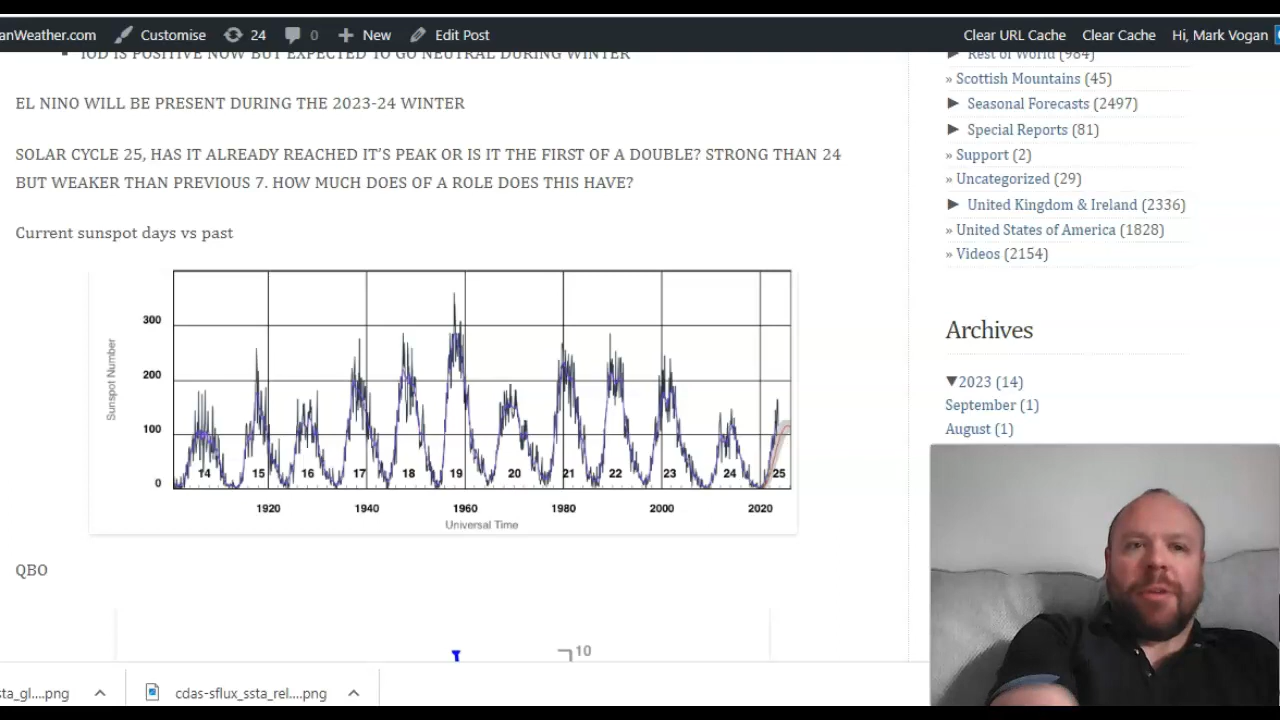 anWeather.com Customise 24 0 New Edit Post Clear URL Cache Clear Cache Hi, Mark Vogan
IOD IS POSITIVE NOW BUT EXPECTED TO GO NEUTRAL DURING WINTER
EL NINO WILL BE PRESENT DURING THE 2023-24 WINTER
SOLAR CYCLE 25, HAS IT ALREADY REACHED IT'S PEAK OR IS IT THE FIRST OF A DOUBLE? STRONG THAN 24
BUT WEAKER THAN PREVIOUS 7. HOW MUCH DOES OF A ROLE DOES THIS HAVE?
Current sunspot days vs past
Sunspot Number
300
200
100
0
14 15 16 17 18 19 20 21 22 23 24 25
1920 1940 1960 1980 2000 2020
Universal Time
QBO
10
» Rest of World (984)
» Scottish Mountains (45)
► Seasonal Forecasts (2497)
► Special Reports (81)
» Support (2)
» Uncategorized (29)
► United Kingdom & Ireland (2336)
» United States of America (1828)
» Videos (2154)
Archives
▼2023 (14)
September (1)
August (1)
sta_gl....png
cdas-sflux_ssta_rel....png